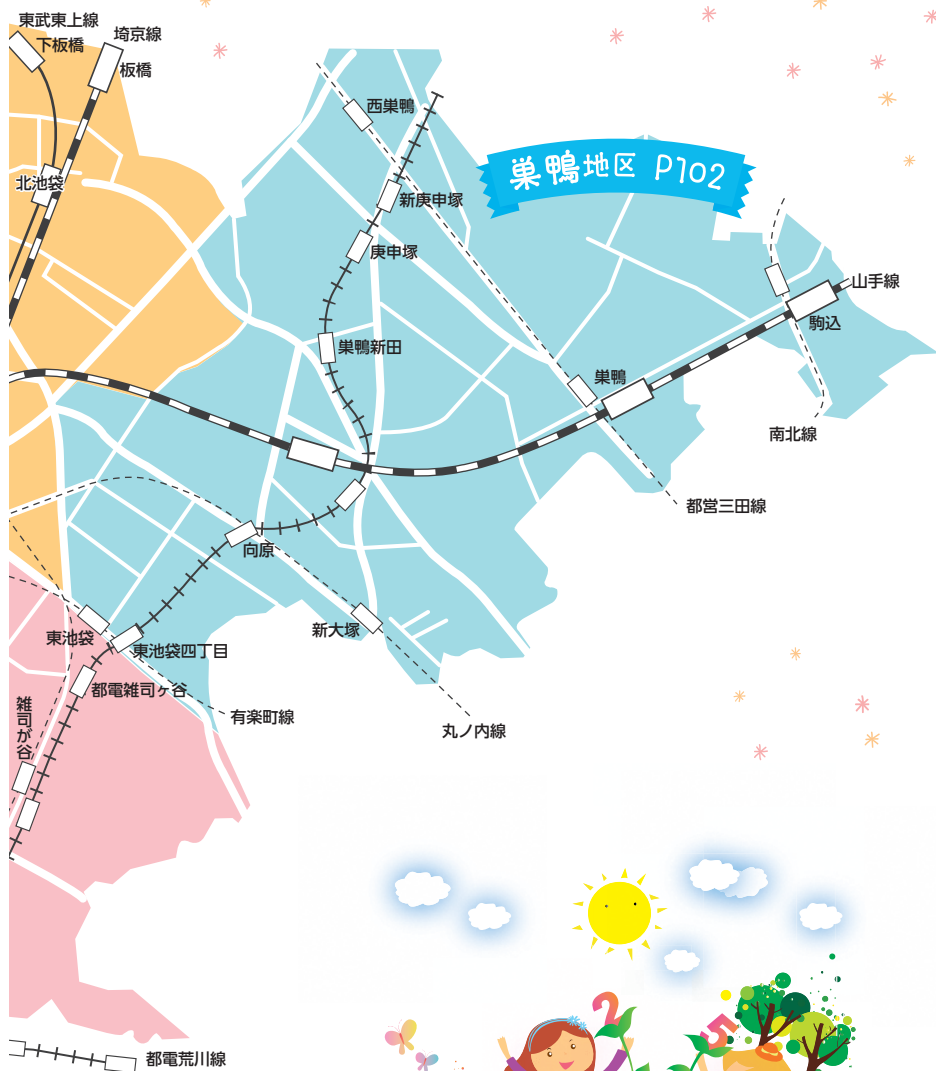 東武東上線
埼京線
下板橋
板橋
西巣鴨
巣鴨地区 P102
北池袋
新庚申塚
庚申塚
山手線
駒込
巣鴨新田
巣鴨
南北線
都営三田線
向原
新大塚
東池袋
東池袋四丁目
都電雑司ヶ谷
雑司が谷
有楽町線
丸ノ内線
2
5
都電荒川線